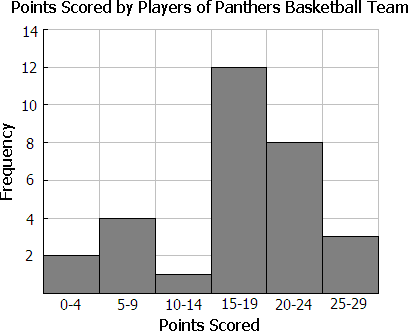 Points Scored by Players of Panthers Basketball Team
14
12
10
8
6
4
2
Frequency
0-4 5-9 10-14 15-19 20-24 25-29
Points Scored